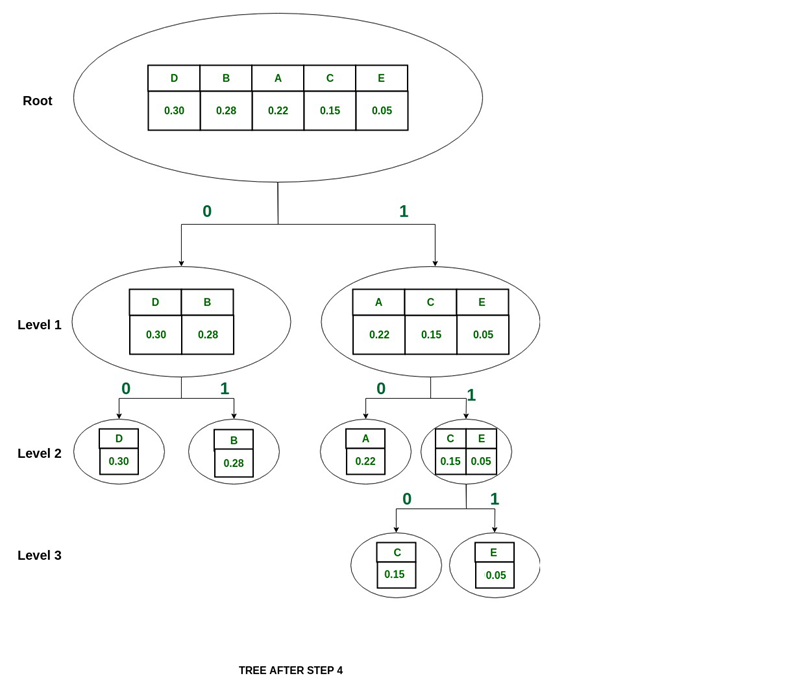 D B A C E
Root
0.30 0.28 0.22 0.15 0.05
0 1
D B A C E
Level 1
0.30 0.28 0.22 0.15 0.05
0 1 0 1
D B A C E
Level 2
0.30 0.28 0.22 0.15 0.05
0 1
C E
Level 3
0.15 0.05
TREE AFTER STEP 4